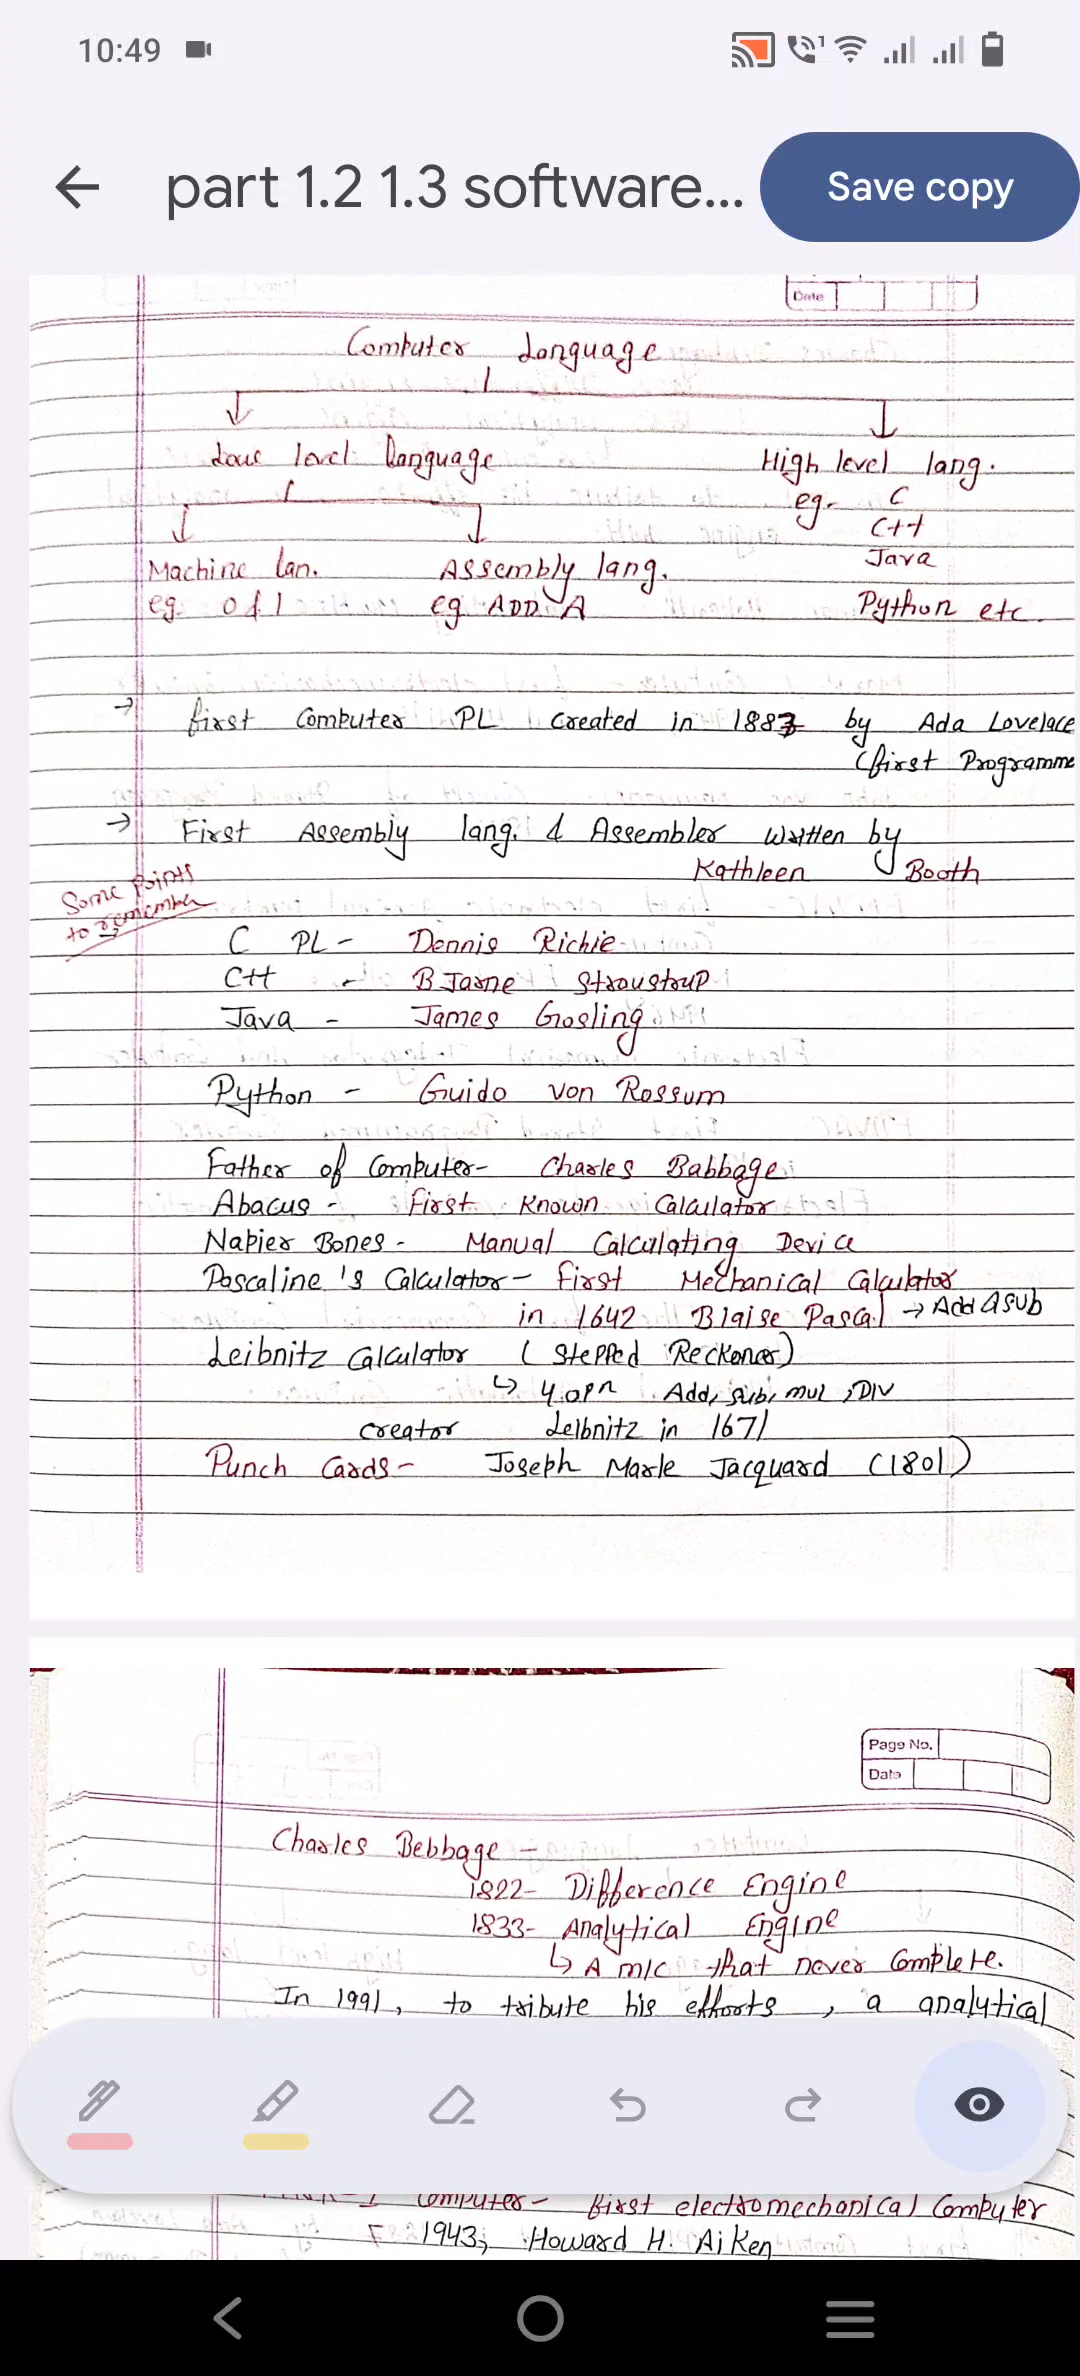 10:49
part 1.2 1.3 software...
Save copy
Date
Computer Language
Low level Language
High level lang.
eg- C
C++
Java
Python etc.
Machine lan.
eg. 0 & 1
Assembly lang.
eg ADD A
→ first Computer PL created in 1883 by Ada Lovelace
(first Programme
→ First Assembly lang. & Assembler written by
Kathleen Booth
Some Points
to remember
C PL - Dennis Richie
C++ - BJarne Stroustrup
Java - James Gosling
Python - Guido von Rossum
Father of Computer- Charles Babbage
Abacus - First Known Calculator
Napier Bones - Manual Calculating Device
Pascaline's Calculator - first Mechanical Calculator
in 1642 Blaise Pascal → Add & sub
Leibnitz Calculator (Stepped Reckoner)
↳ 4 opn Add, sub, mul, DIV
creator Leibnitz in 1671
Punch Cards - Joseph Marle Jacquard (1801)
Page No.
Date
Charles Bebbage -
1822- Difference Engine
1833- Analytical Engine
↳ A m/c that never Complete.
In 1991, to tribute his efforts, a analytical
I Computer - first electromechanical Computer
1943; Howard H. Aiken